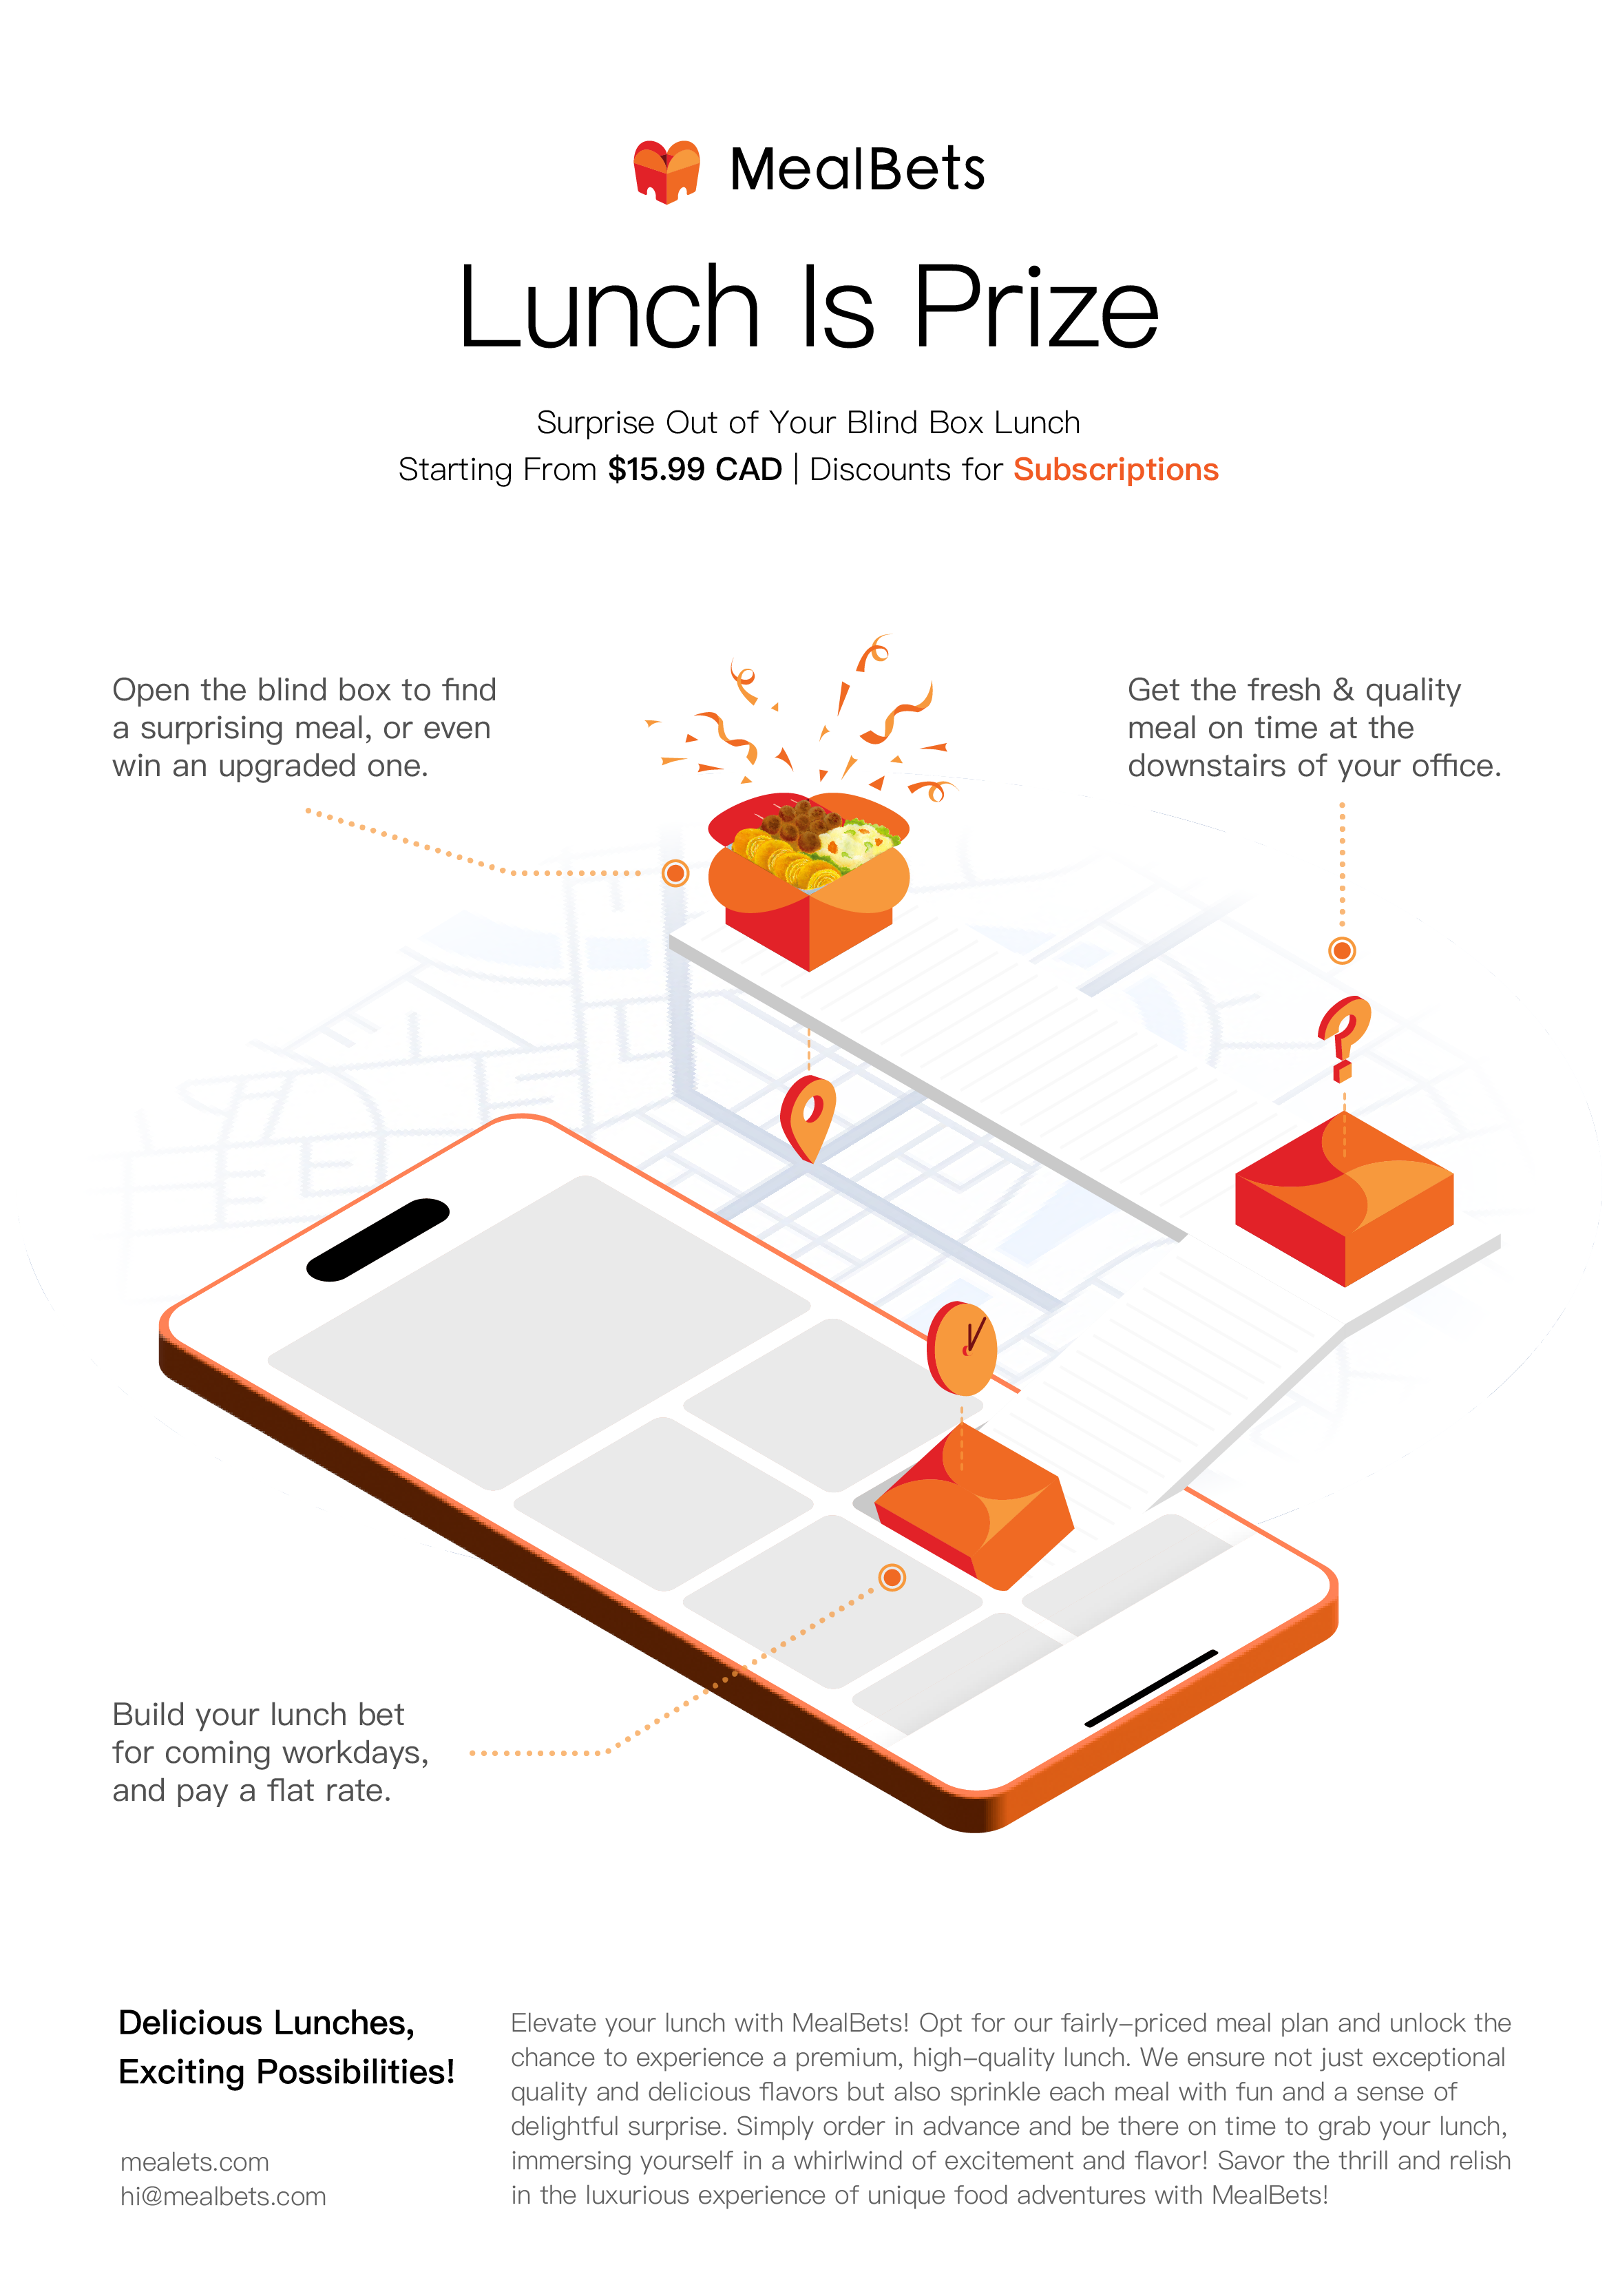 MealBets
Lunch Is Prize
Surprise Out of Your Blind Box Lunch
Starting From $15.99 CAD | Discounts for Subscriptions
Open the blind box to find
a surprising meal, or even
win an upgraded one.
Get the fresh & quality
meal on time at the
downstairs of your office.
Build your lunch bet
for coming workdays,
and pay a flat rate.
Delicious Lunches,
Exciting Possibilities!
mealets.com
hi@mealbets.com
Elevate your lunch with MealBets! Opt for our fairly-priced meal plan and unlock the
chance to experience a premium, high-quality lunch. We ensure not just exceptional
quality and delicious flavors but also sprinkle each meal with fun and a sense of
delightful surprise. Simply order in advance and be there on time to grab your lunch,
immersing yourself in a whirlwind of excitement and flavor! Savor the thrill and relish
in the luxurious experience of unique food adventures with MealBets!